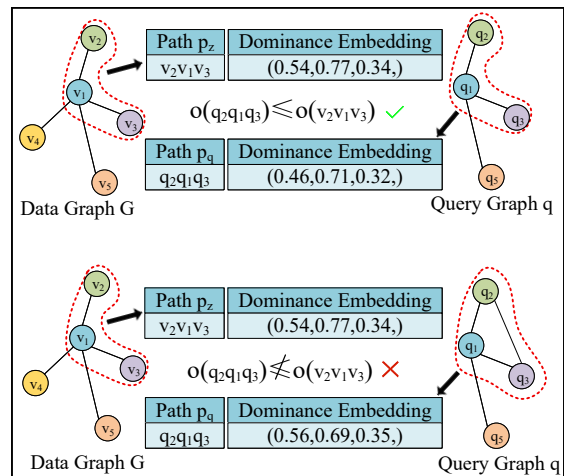 v2
v1
v3
v4
v5
Data Graph G
Path pz Dominance Embedding
v2v1v3 (0.54,0.77,0.34,)
o(q2q1q3)≤o(v2v1v3) ✓
Path pq Dominance Embedding
q2q1q3 (0.46,0.71,0.32,)
q2
q1
q3
q5
Query Graph q
v2
v1
v3
v4
v5
Data Graph G
Path pz Dominance Embedding
v2v1v3 (0.54,0.77,0.34,)
o(q2q1q3)≰o(v2v1v3) ✕
Path pq Dominance Embedding
q2q1q3 (0.56,0.69,0.35,)
q2
q1
q3
q5
Query Graph q